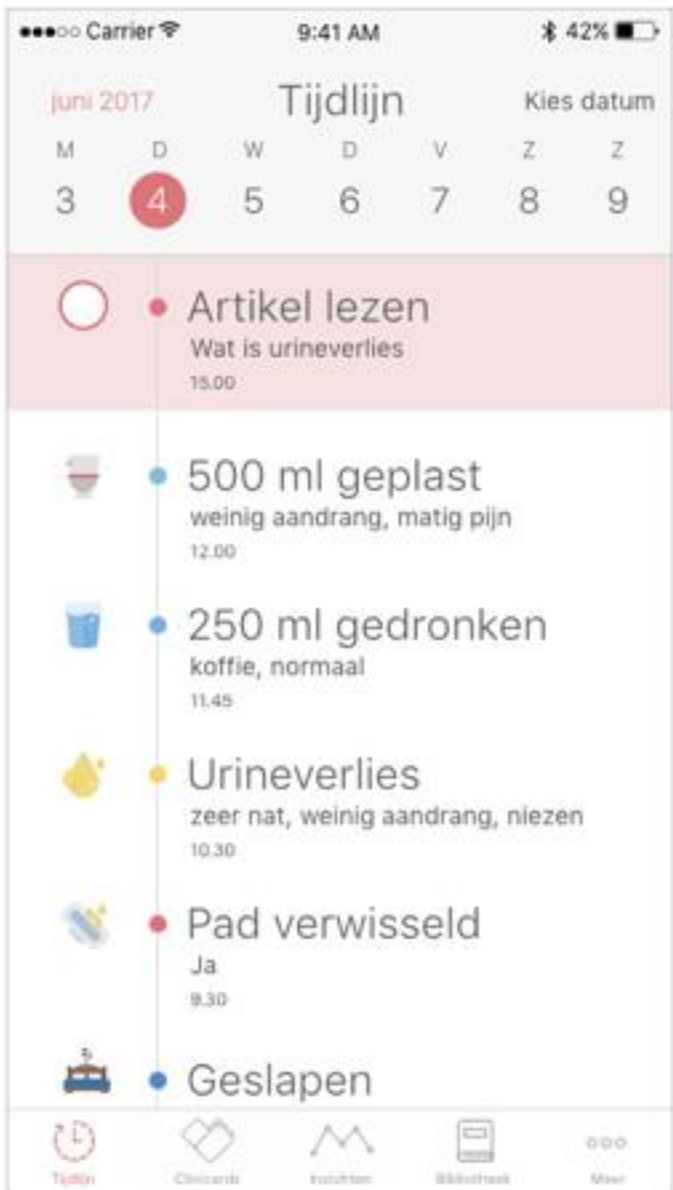 Carrier 9:41 AM 42%
juni 2017 Tijdlijn Kies datum
M D W D V Z Z
3 4 5 6 7 8 9
Artikel lezen
Wat is urineverlies
15.00
500 ml geplast
weinig aandrang, matig pijn
12.00
250 ml gedronken
koffie, normaal
11.45
Urineverlies
zeer nat, weinig aandrang, niezen
10.30
Pad verwisseld
Ja
9.30
Geslapen
Tijdlijn Clinicards Inzichten Bibliotheek Meer